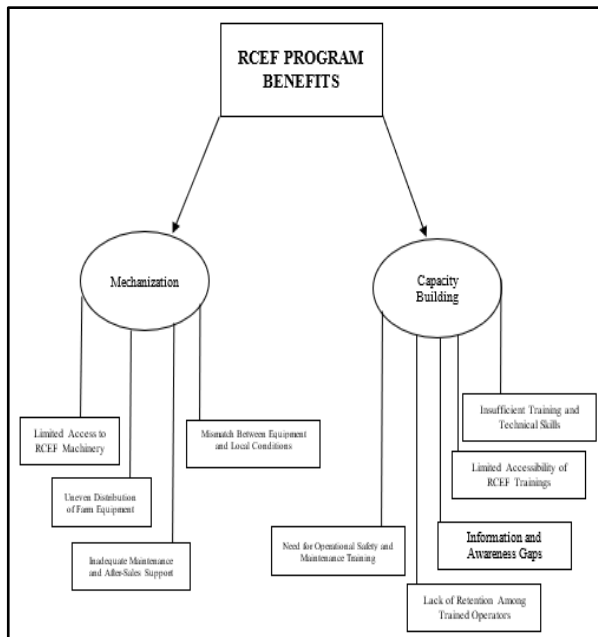 RCEF PROGRAM
BENEFITS
Mechanization
Capacity
Building
Limited Access to
RCEF Machinery
Mismatch Between Equipment
and Local Conditions
Uneven Distribution
of Farm Equipment
Inadequate Maintenance
and After-Sales Support
Insufficient Training and
Technical Skills
Limited Accessibility of
RCEF Trainings
Information and
Awareness Gaps
Need for Operational Safety and
Maintenance Training
Lack of Retention Among
Trained Operators